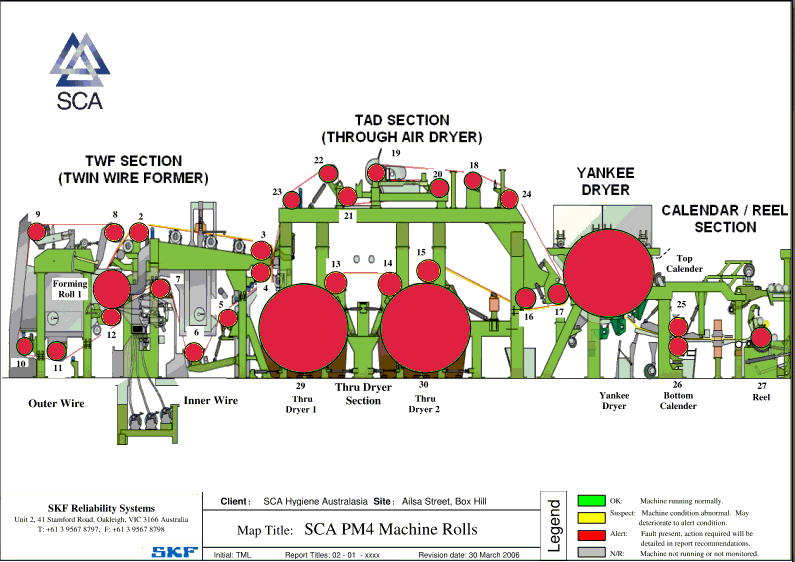 SCA
TAD SECTION
(THROUGH AIR DRYER)
TWF SECTION
(TWIN WIRE FORMER)
YANKEE
DRYER
CALENDAR / REEL
SECTION
19
22
18
20
23
24
21
9
8
2
3
Top
Calender
15
13
14
Forming
Roll 1
7
4
5
25
16
17
12
6
10
11
29
Thru
Dryer 1
Thru Dryer
Section
30
Thru
Dryer 2
Outer Wire
Inner Wire
Yankee
Dryer
26
Bottom
Calender
27
Reel
SKF Reliability Systems
Unit 2, 41 Stamford Road, Oakleigh, VIC 3166 Australia
T: +61 3 9567 8797, F: +61 3 9567 8798
SKF
Client : SCA Hygiene Australasia Site : Ailsa Street, Box Hill
Map Title: SCA PM4 Machine Rolls
Initial: TML Report Titles: 02 - 01 - xxxx Revision date: 30 March 2006
Legend
OK: Machine running normally.
Suspect: Machine condition abnormal. May
deteriorate to alert condition.
Alert: Fault present, action required will be
detailed in report recommendations.
N/R: Machine not running or not monitored.